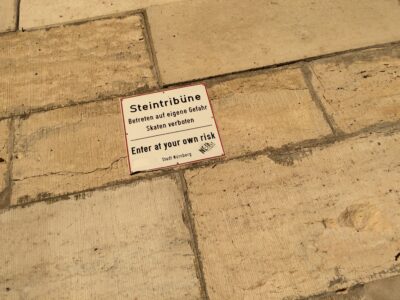 Steintribüne
Betreten auf eigene Gefahr
Skaten verboten
Enter at your own risk
Stadt Nürnberg